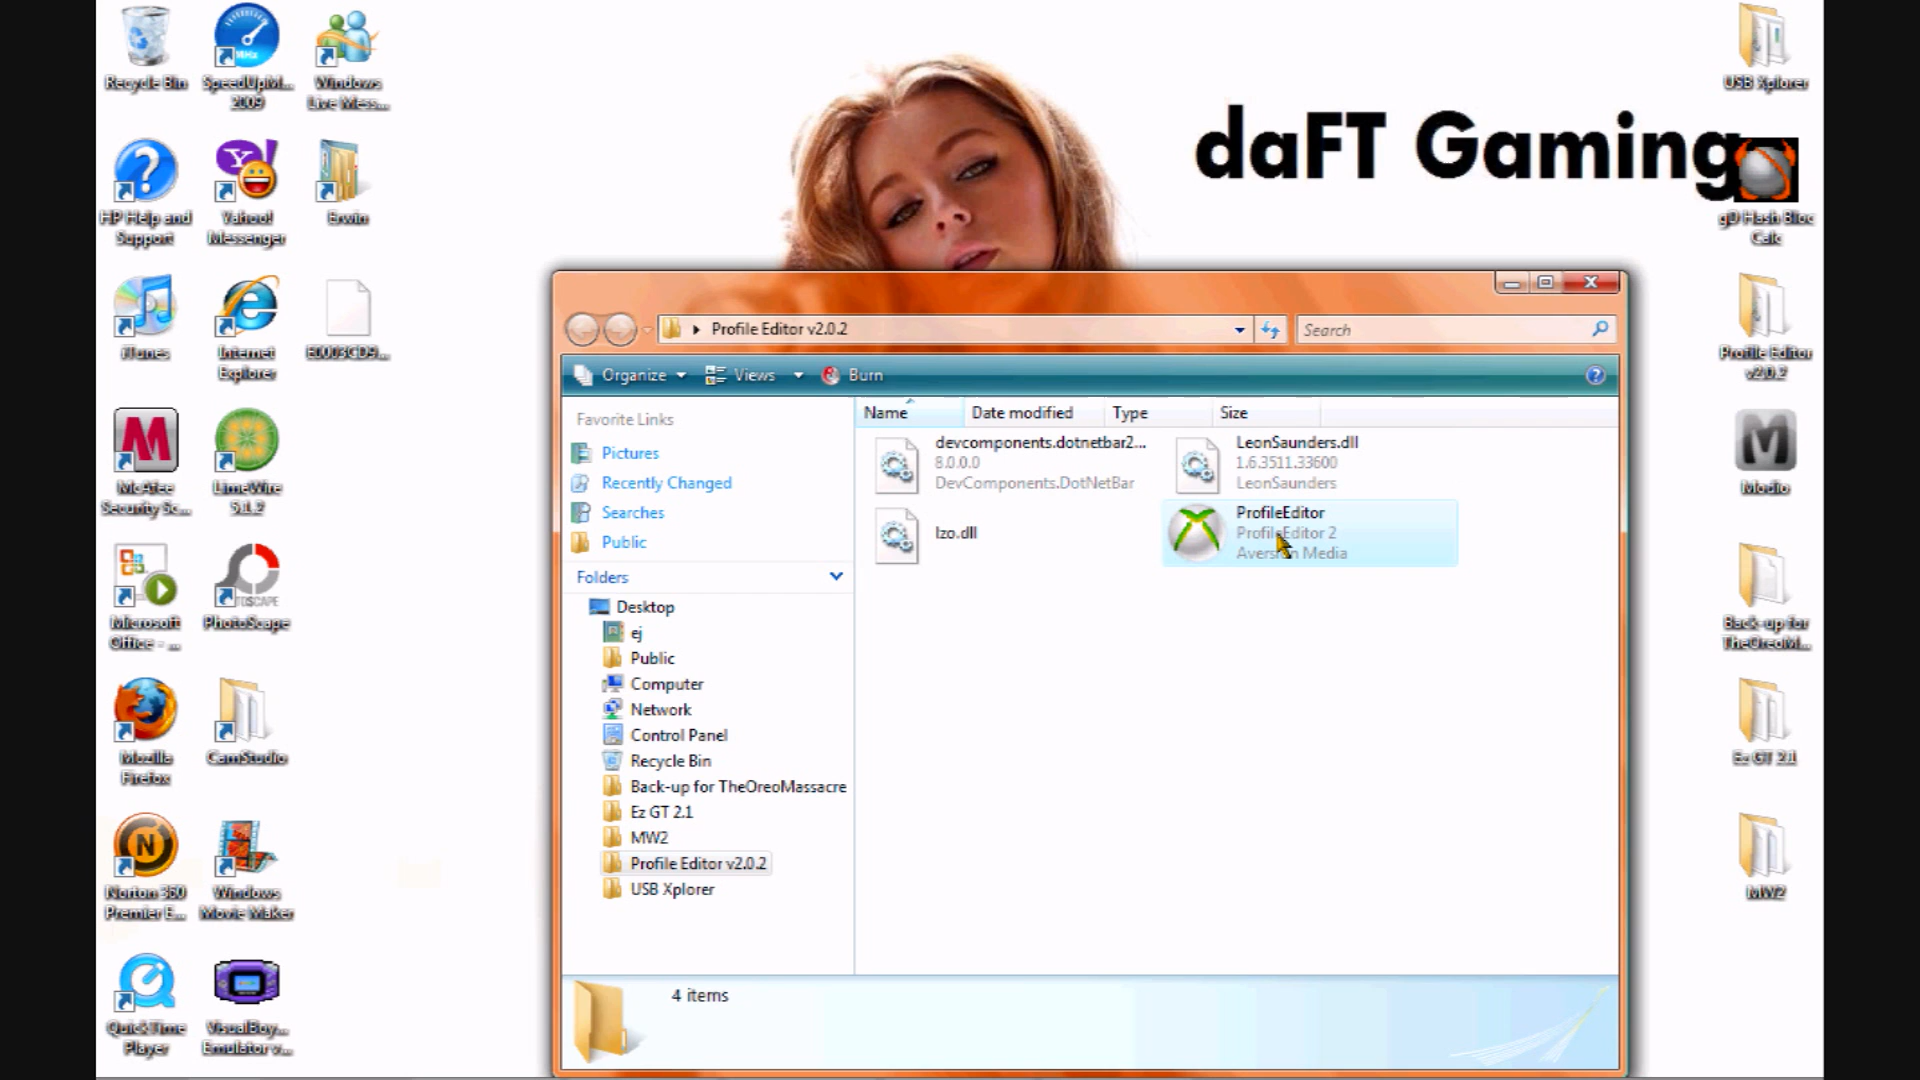 Recycle Bin
SpeedUpM...
2009
Windows
Live Mess...
HP Help and
Support
Yahoo!
Messenger
Erwin
iTunes
Internet
Explorer
E0003CD9...
McAfee
Security Sc...
LimeWire
5.1.2
Microsoft
Office - ...
PhotoScape
Mozilla
Firefox
CamStudio
Norton 360
Premier E...
Windows
Movie Maker
QuickTime
Player
VisualBoy...
Emulator v...
daFT Gaming
Profile Editor v2.0.2
Search
Organize
Views
Burn
Favorite Links
Pictures
Recently Changed
Searches
Public
Folders
Desktop
ej
Public
Computer
Network
Control Panel
Recycle Bin
Back-up for TheOreoMassacre
Ez GT 2.1
MW2
Profile Editor v2.0.2
USB Xplorer
Name Date modified Type Size
devcomponents.dotnetbar2...
8.0.0.0
DevComponents.DotNetBar
LeonSaunders.dll
1.6.3511.33600
LeonSaunders
lzo.dll
ProfileEditor
ProfileEditor 2
Aversion Media
4 items
USB Xplorer
gD Hash Bloc
Calc
Profile Editor
v2.0.2
Modio
Back-up for
TheOreoM...
Ez GT 2.1
MW2